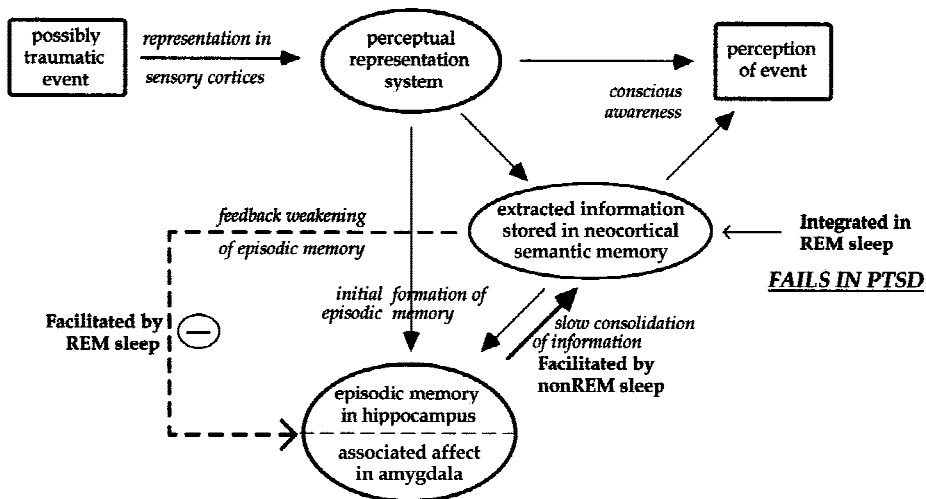 possibly
traumatic
event
representation in
sensory cortices
perceptual
representation
system
perception
of event
conscious
awareness
extracted information
stored in neocortical
semantic memory
Integrated in
REM sleep
FAILS IN PTSD
feedback weakening
of episodic memory
Facilitated by
REM sleep
initial formation of
episodic memory
slow consolidation
of information
Facilitated by
nonREM sleep
episodic memory
in hippocampus
associated affect
in amygdala